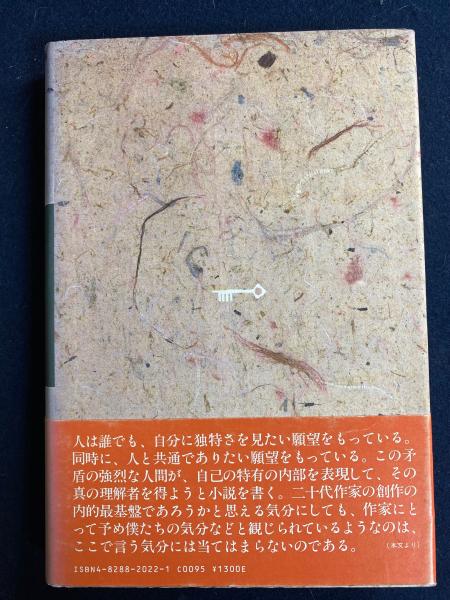 人は誰でも、自分に独特さを見たい願望をもっている。
同時に、人と共通でありたい願望をもっている。この矛
盾の強烈な人間が、自己の特有の内部を表現して、その
真の理解者を得ようと小説を書く。二十代作家の創作の
内的最基盤であろうかと思える気分にしても、作家にと
って予め僕たちの気分などと観じられているようなのは、
ここで言う気分には当てはまらないのである。（本文より）
ISBN4-8288-2022-1 C0095 ¥1300E